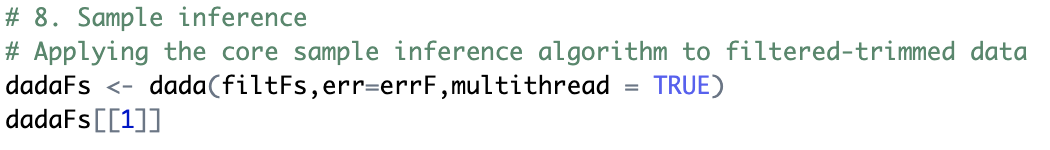 # 8. Sample inference
# Applying the core sample inference algorithm to filtered-trimmed data
dadaFs <- dada(filtFs,err=errF,multithread = TRUE)
dadaFs[[1]]